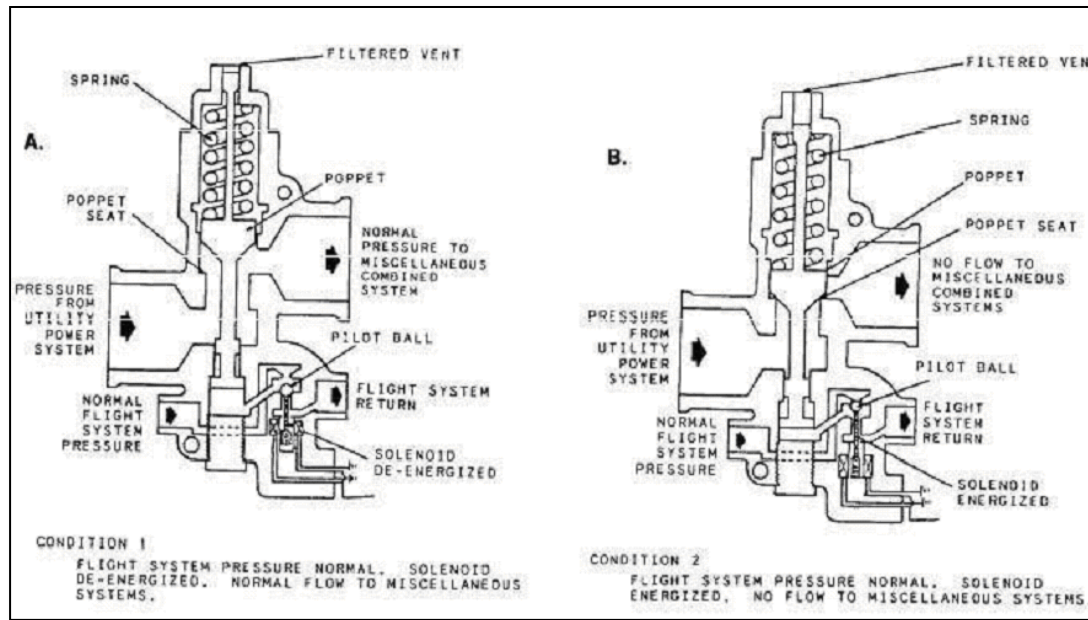 A.
FILTERED VENT
SPRING
POPPET
POPPET
SEAT
NORMAL
PRESSURE TO
MISCELLANEOUS
COMBINED
SYSTEM
PRESSURE
FROM
UTILITY
POWER
SYSTEM
PILOT BALL
FLIGHT SYSTEM
RETURN
NORMAL
FLIGHT
SYSTEM
PRESSURE
SOLENOID
DE-ENERGIZED
CONDITION 1
FLIGHT SYSTEM PRESSURE NORMAL. SOLENOID
DE-ENERGIZED. NORMAL FLOW TO MISCELLANEOUS
SYSTEMS.
B.
FILTERED VEN
SPRING
POPPET
POPPET SEAT
NO FLOW TO
MISCELLANEOUS
COMBINED
SYSTEMS
PRESSURE
FROM
UTILITY
POWER
SYSTEM
PILOT BALL
FLIGHT
SYSTEM
RETURN
NORMAL
FLIGHT
SYSTEM
PRESSURE
SOLENOID
ENERGIZED
CONDITION 2
FLIGHT SYSTEM PRESSURE NORMAL. SOLENOID
ENERGIZED. NO FLOW TO MISCELLANEOUS SYSTEMS